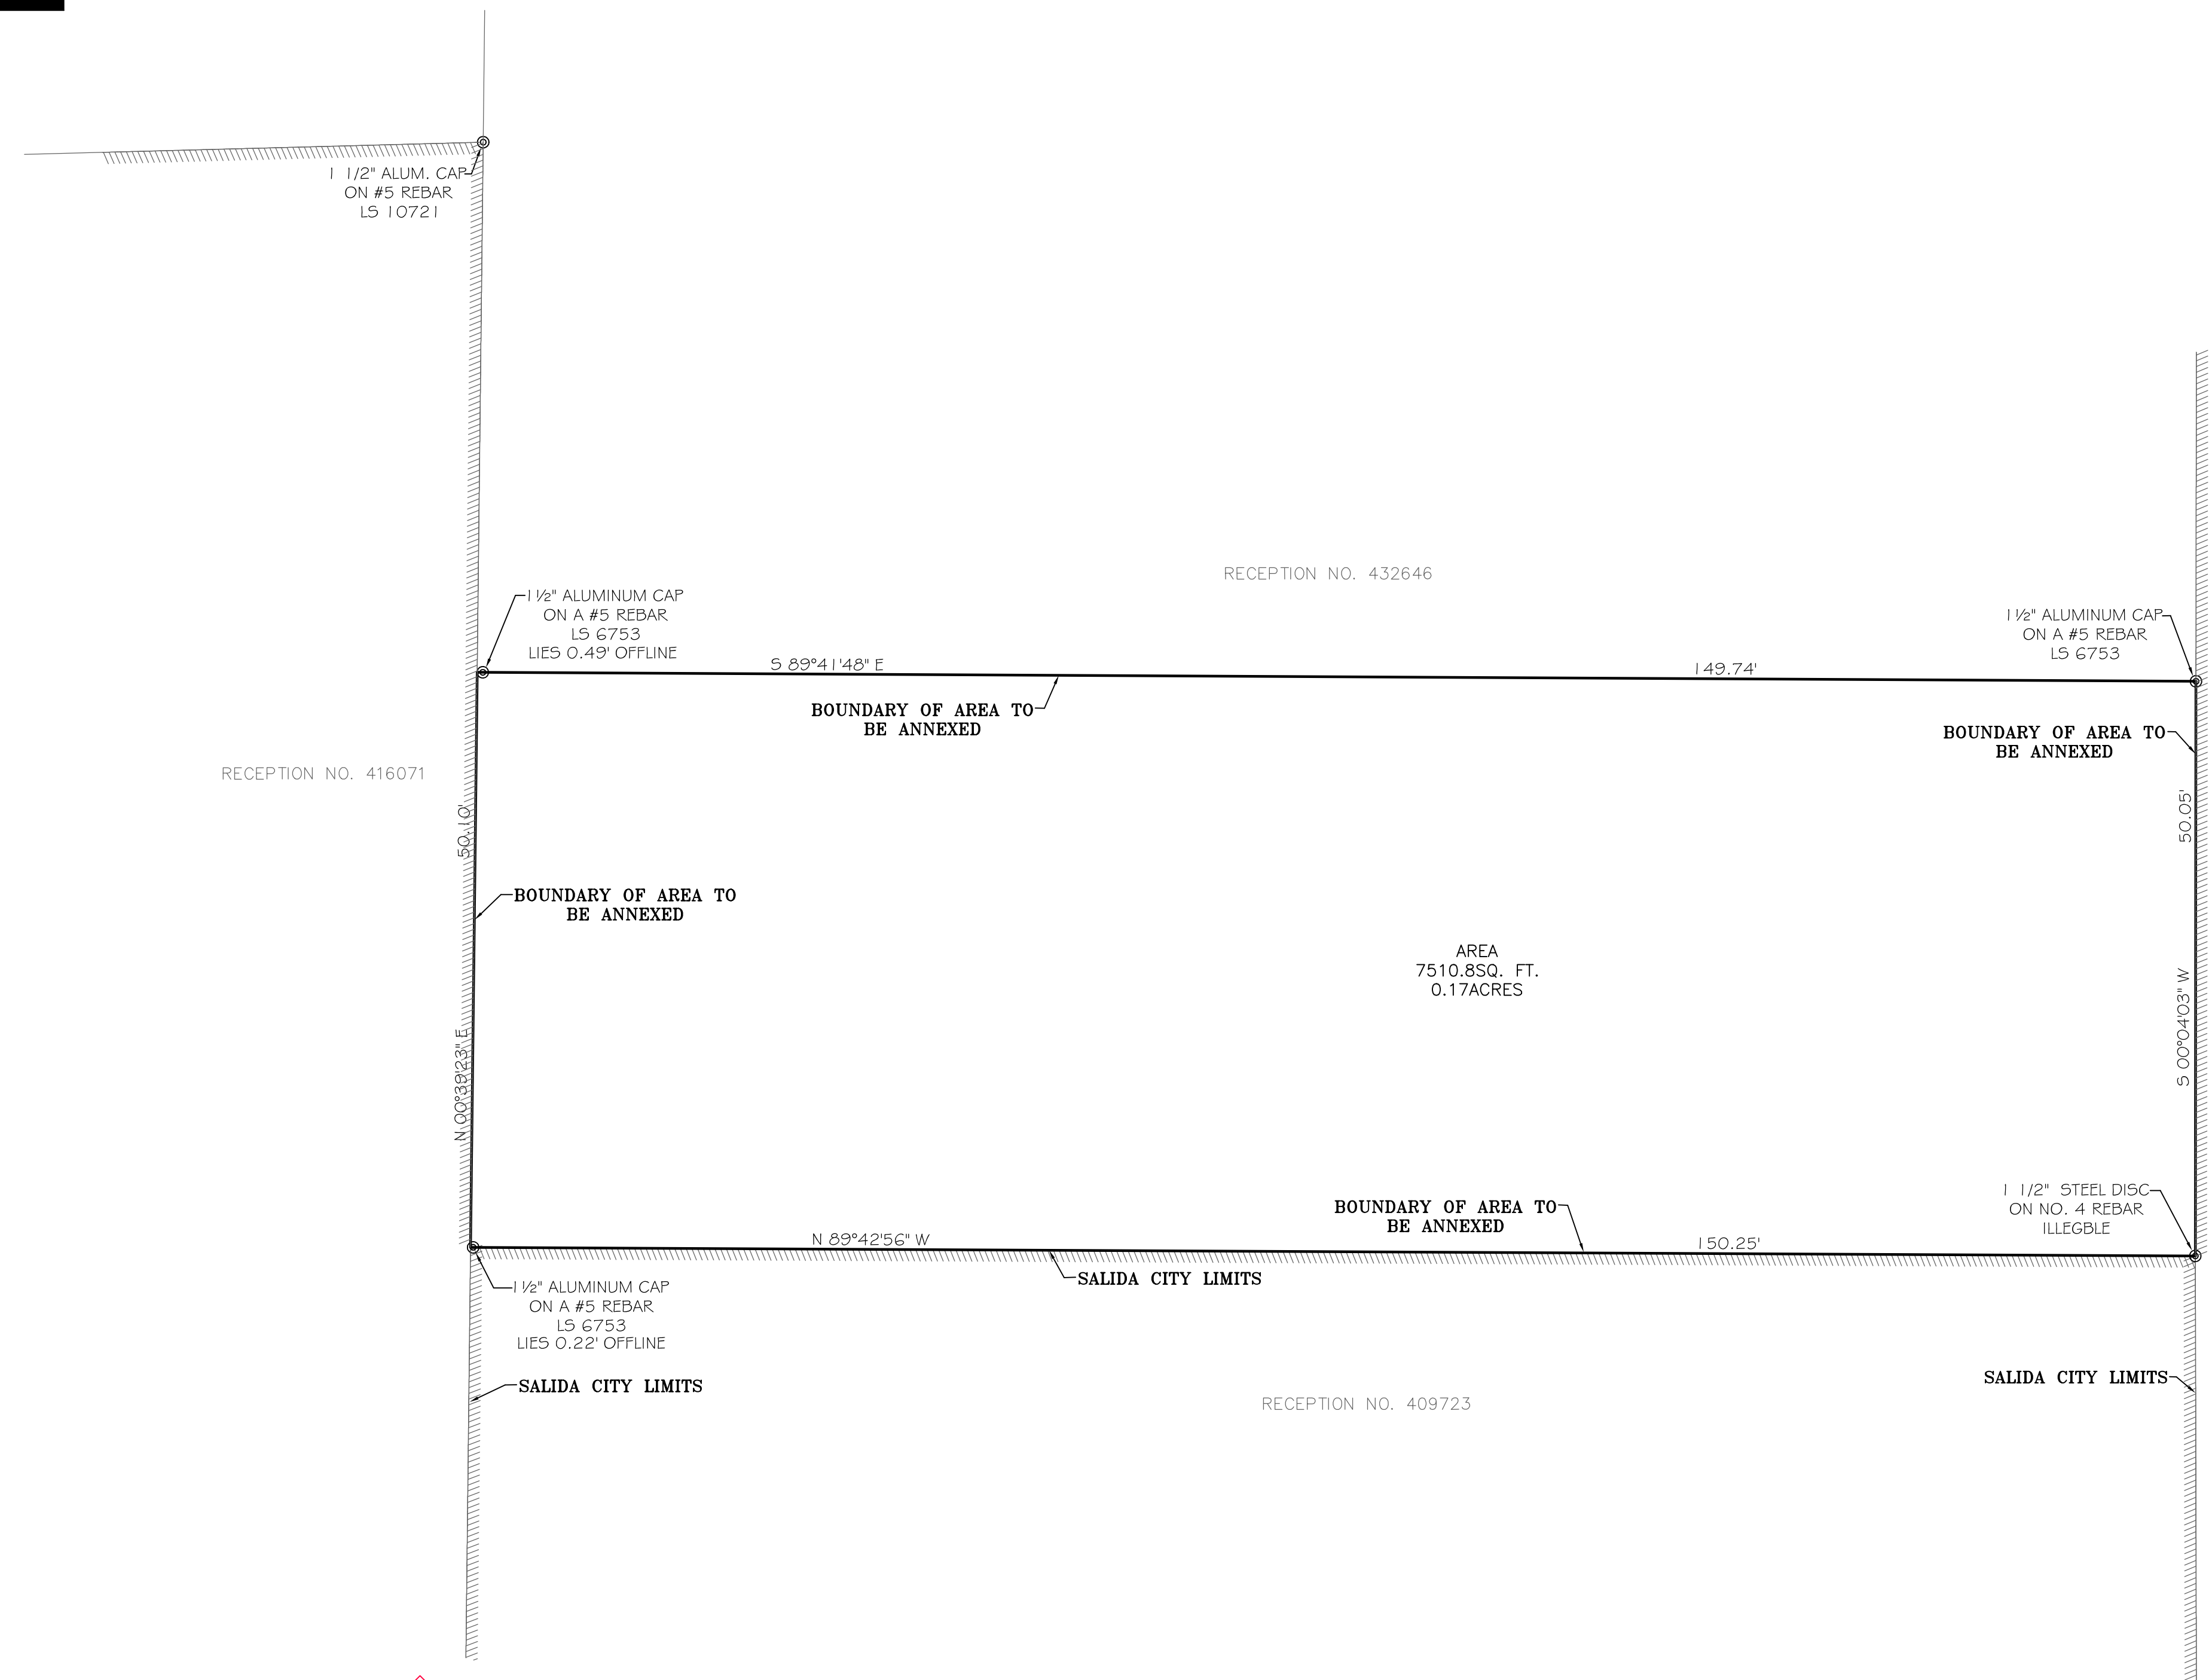 1 1/2" ALUM. CAP
ON #5 REBAR
LS 10721
RECEPTION NO. 432646
1 ½" ALUMINUM CAP
ON A #5 REBAR
LS 6753
LIES 0.49' OFFLINE
1 ½" ALUMINUM CAP
ON A #5 REBAR
LS 6753
S 89°41'48" E
149.74'
BOUNDARY OF AREA TO
BE ANNEXED
BOUNDARY OF AREA TO
BE ANNEXED
RECEPTION NO. 416071
50.10'
50.05'
BOUNDARY OF AREA TO
BE ANNEXED
AREA
7510.8SQ. FT.
0.17ACRES
N 00°39'23" E
S 00°04'03" W
BOUNDARY OF AREA TO
BE ANNEXED
1 1/2" STEEL DISC
ON NO. 4 REBAR
ILLEGBLE
N 89°42'56" W
150.25'
SALIDA CITY LIMITS
1 ½" ALUMINUM CAP
ON A #5 REBAR
LS 6753
LIES 0.22' OFFLINE
SALIDA CITY LIMITS
SALIDA CITY LIMITS
RECEPTION NO. 409723